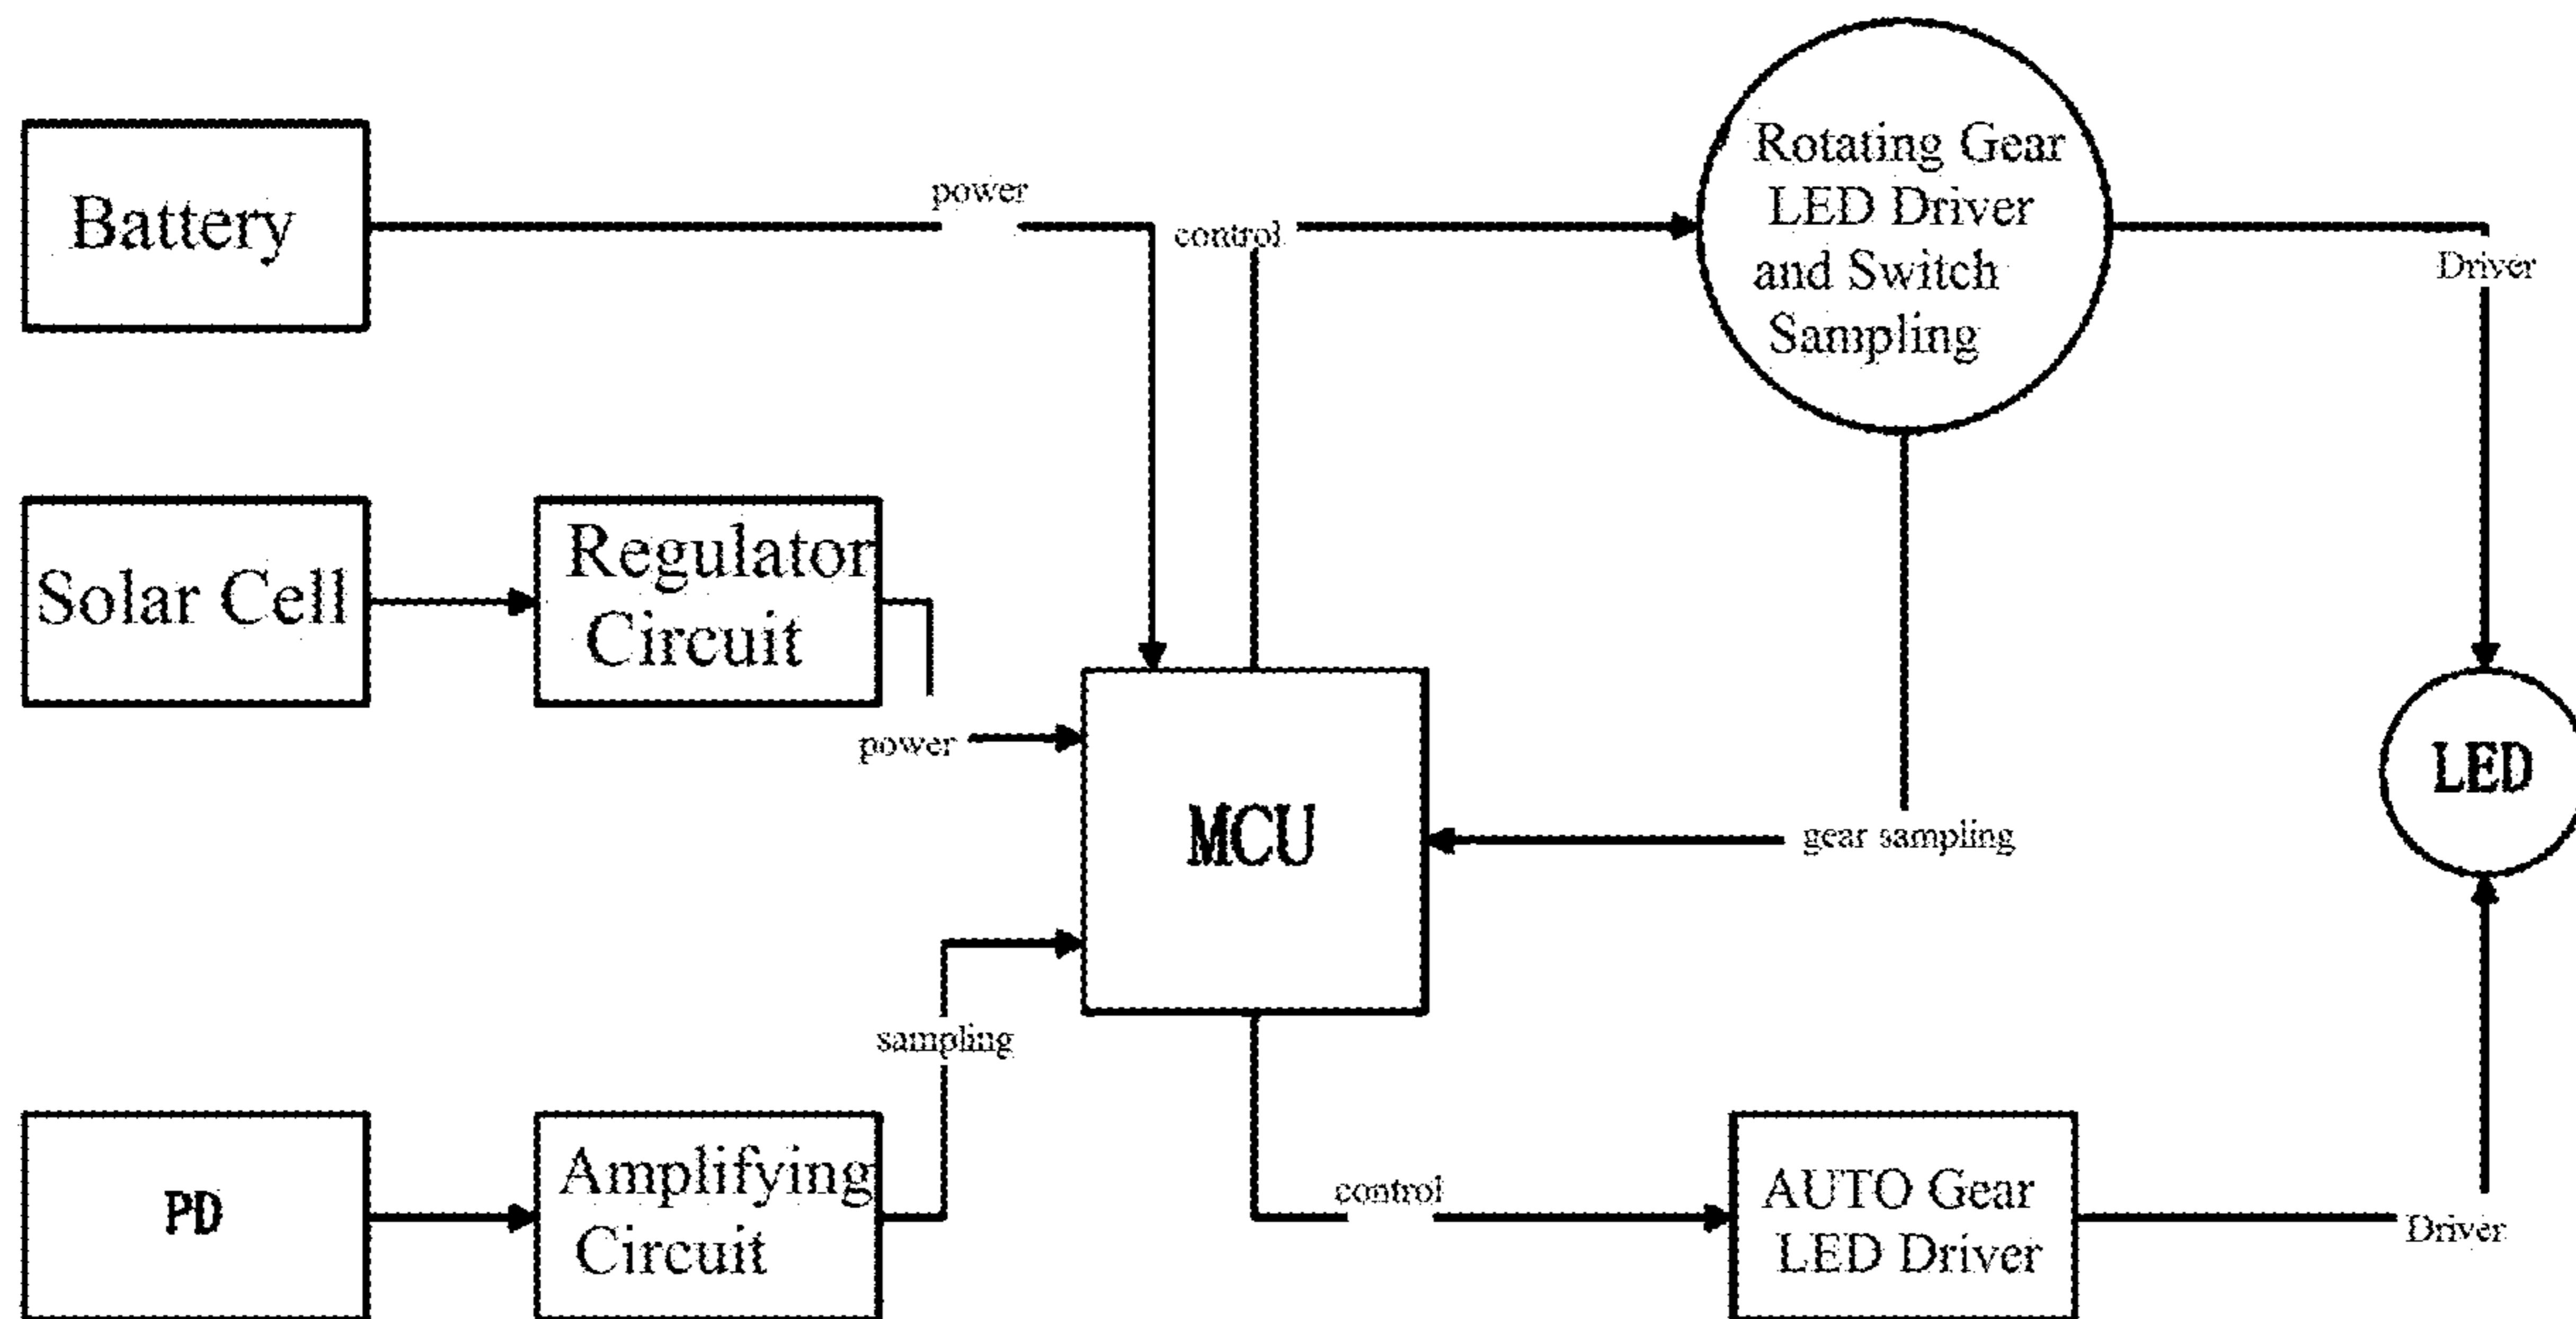 Battery
power
control
Rotating Gear
LED Driver
and Switch
Sampling
Driver
Solar Cell
Regulator
Circuit
power
MCU
gear sampling
LED
sampling
PD
Amplifying
Circuit
control
AUTO Gear
LED Driver
Driver